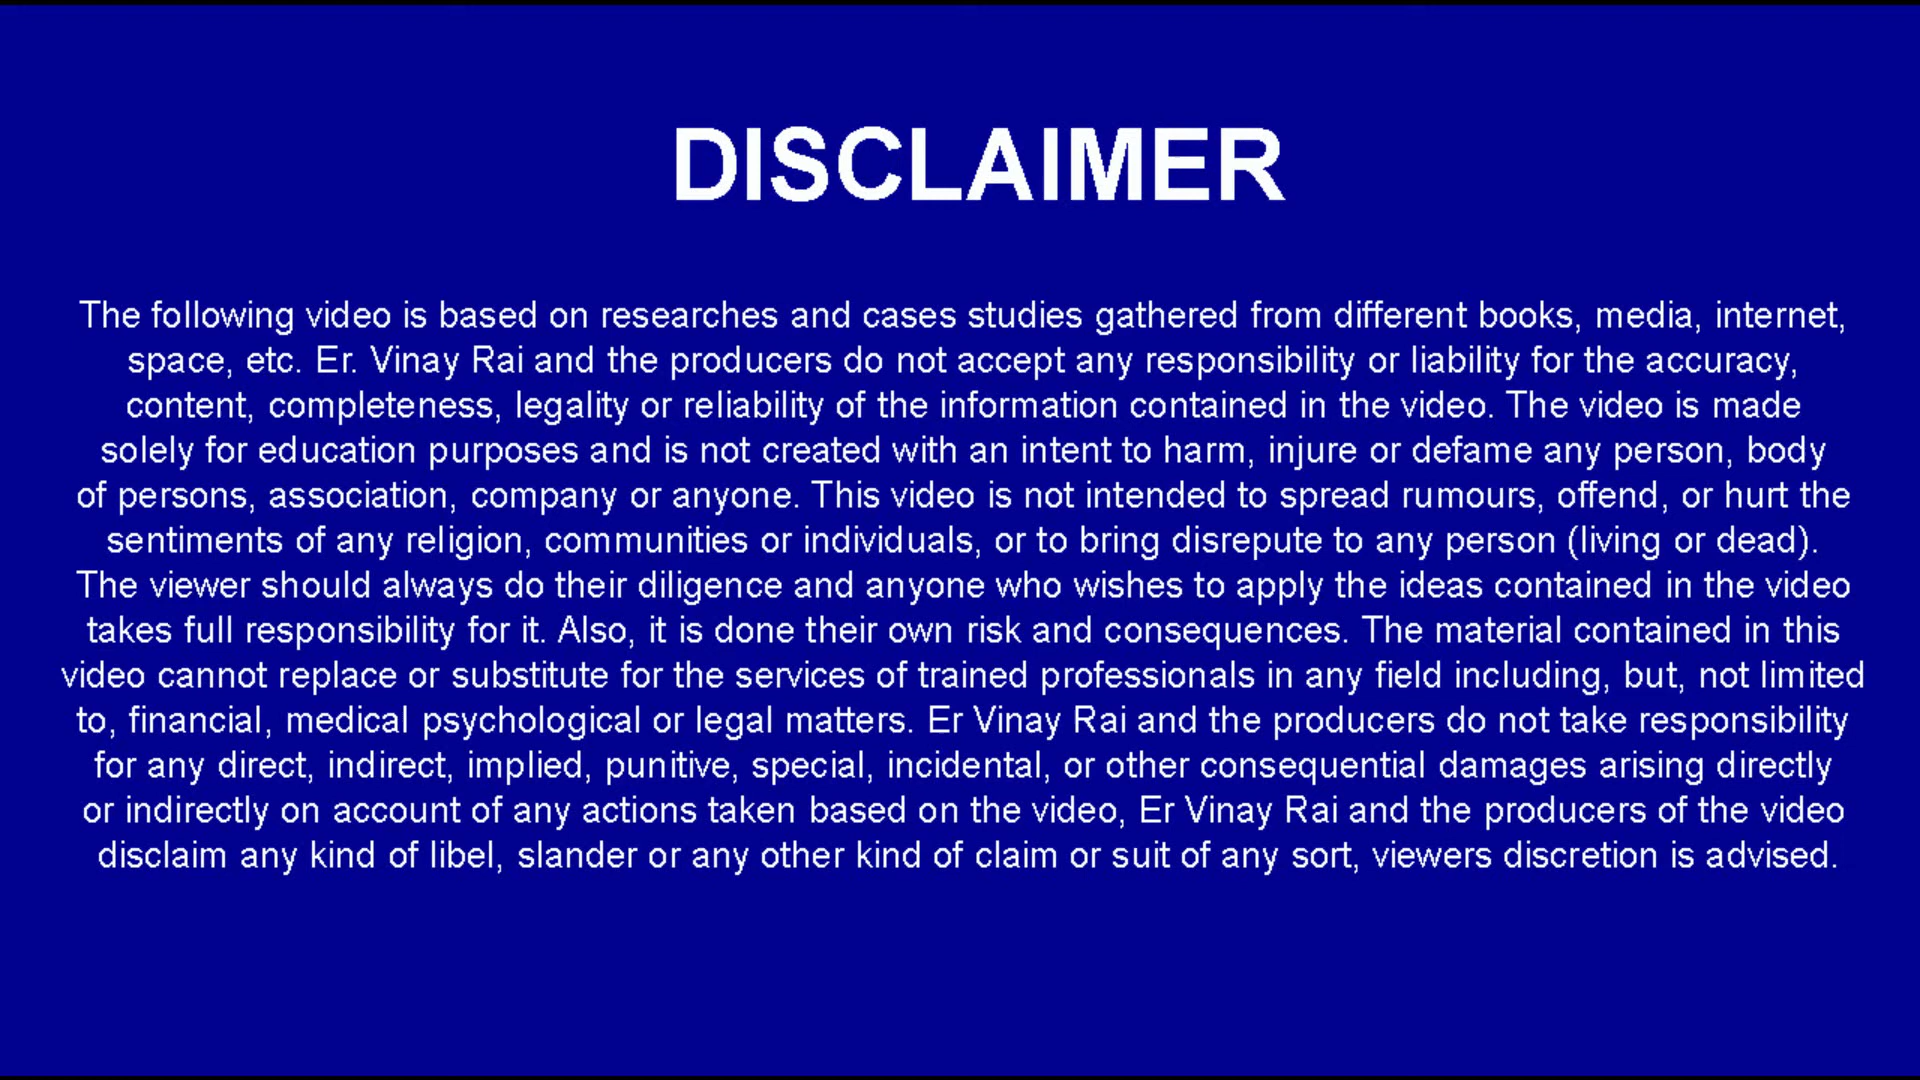 DISCLAIMER
The following video is based on researches and cases studies gathered from different books, media, internet,
space, etc. Er. Vinay Rai and the producers do not accept any responsibility or liability for the accuracy,
content, completeness, legality or reliability of the information contained in the video. The video is made
solely for education purposes and is not created with an intent to harm, injure or defame any person, body
of persons, association, company or anyone. This video is not intended to spread rumours, offend, or hurt the
sentiments of any religion, communities or individuals, or to bring disrepute to any person (living or dead).
The viewer should always do their diligence and anyone who wishes to apply the ideas contained in the video
takes full responsibility for it. Also, it is done their own risk and consequences. The material contained in this
video cannot replace or substitute for the services of trained professionals in any field including, but, not limited
to, financial, medical psychological or legal matters. Er Vinay Rai and the producers do not take responsibility
for any direct, indirect, implied, punitive, special, incidental, or other consequential damages arising directly
or indirectly on account of any actions taken based on the video, Er Vinay Rai and the producers of the video
disclaim any kind of libel, slander or any other kind of claim or suit of any sort, viewers discretion is advised.